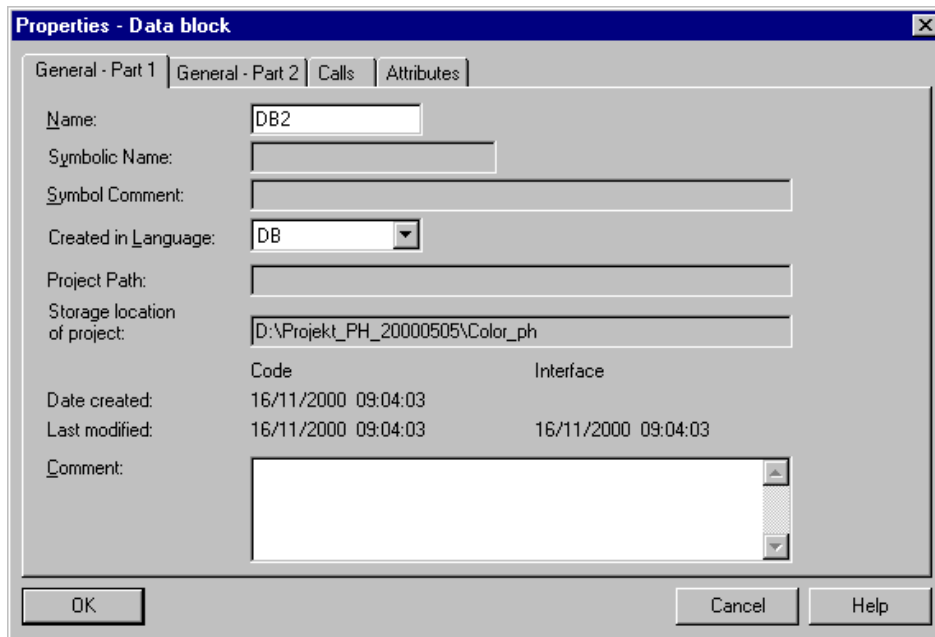 Properties - Data block
General - Part 1 General - Part 2 Calls Attributes
Name: DB2
Symbolic Name:
Symbol Comment:
Created in Language: DB
Project Path:
Storage location
of project: D:\Projekt_PH_20000505\Color_ph
Code Interface
Date created: 16/11/2000 09:04:03
Last modified: 16/11/2000 09:04:03 16/11/2000 09:04:03
Comment:
OK Cancel Help